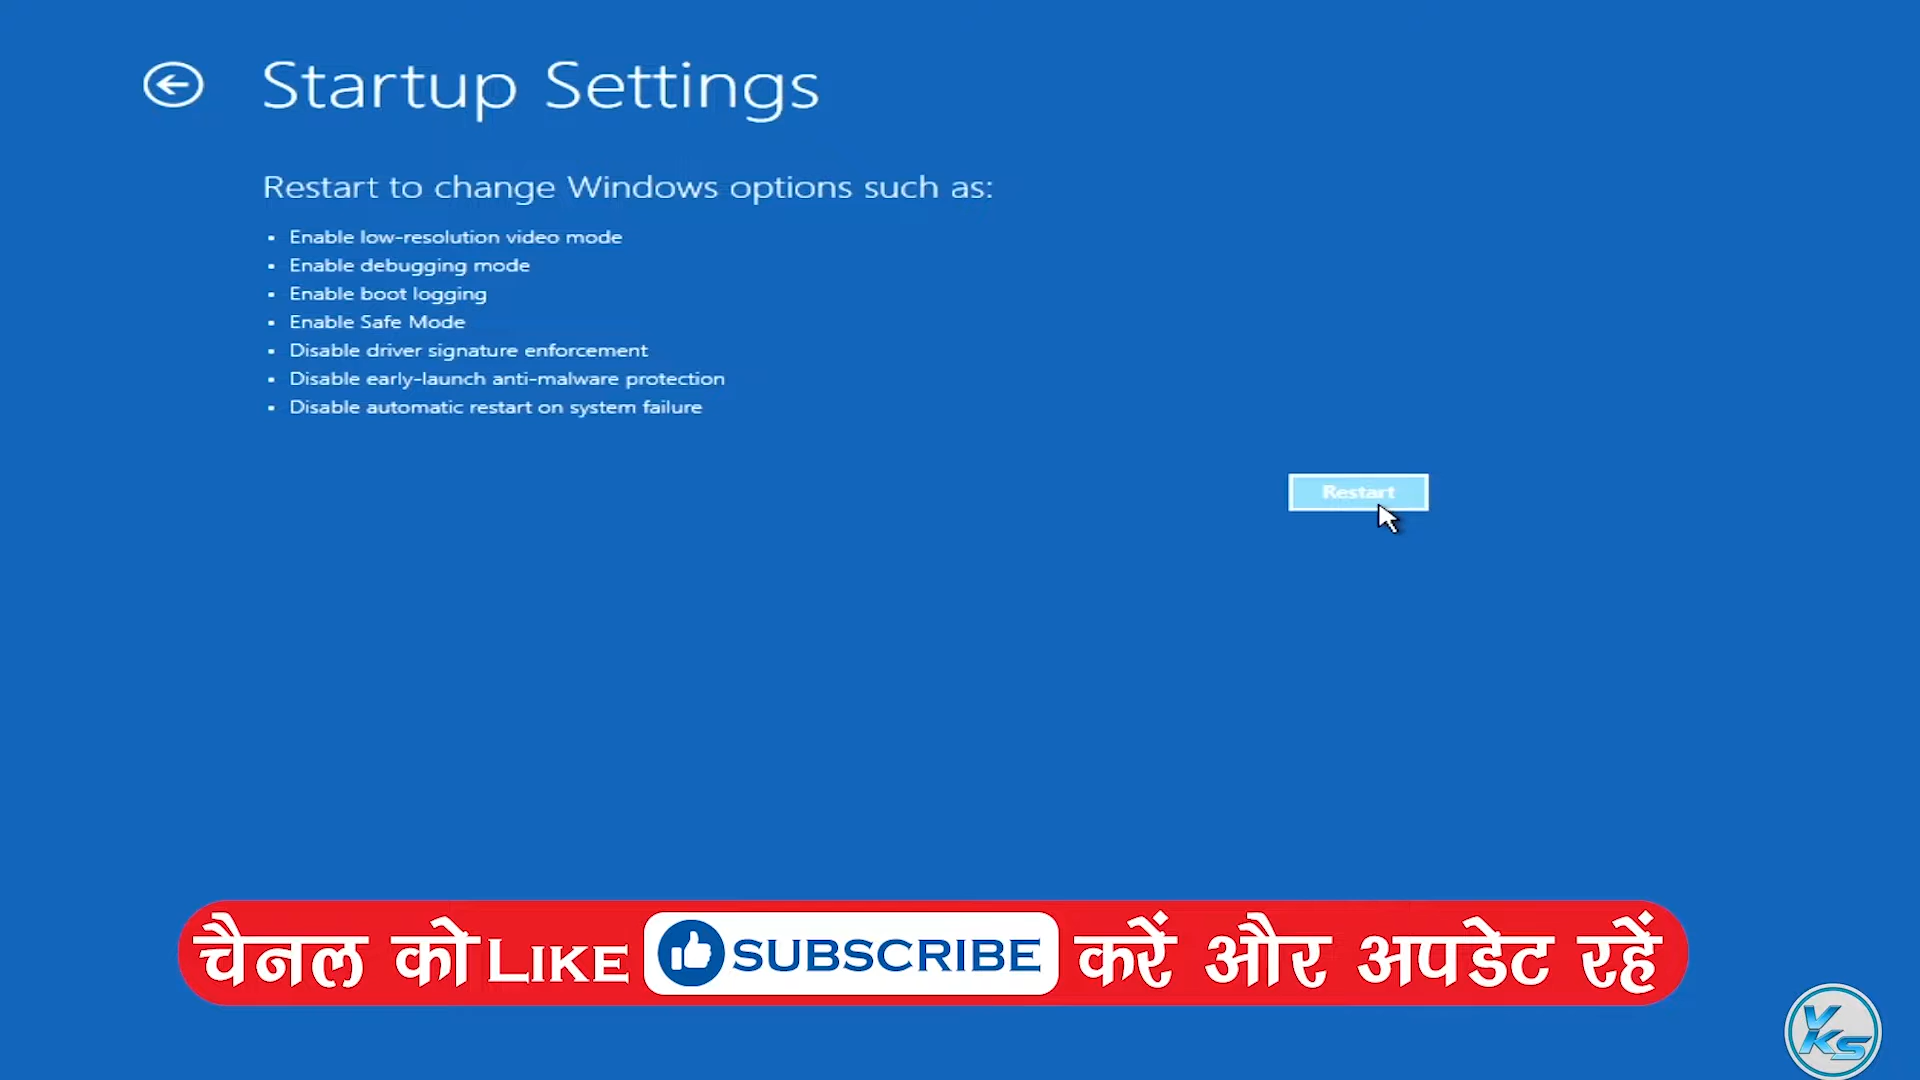 Startup Settings
Restart to change Windows options such as:
Enable low-resolution video mode
Enable debugging mode
Enable boot logging
Enable Safe Mode
Disable driver signature enforcement
Disable early-launch anti-malware protection
Disable automatic restart on system failure
Restart
चैनल को LIKE SUBSCRIBE करें और अपडेट रहें
VKS